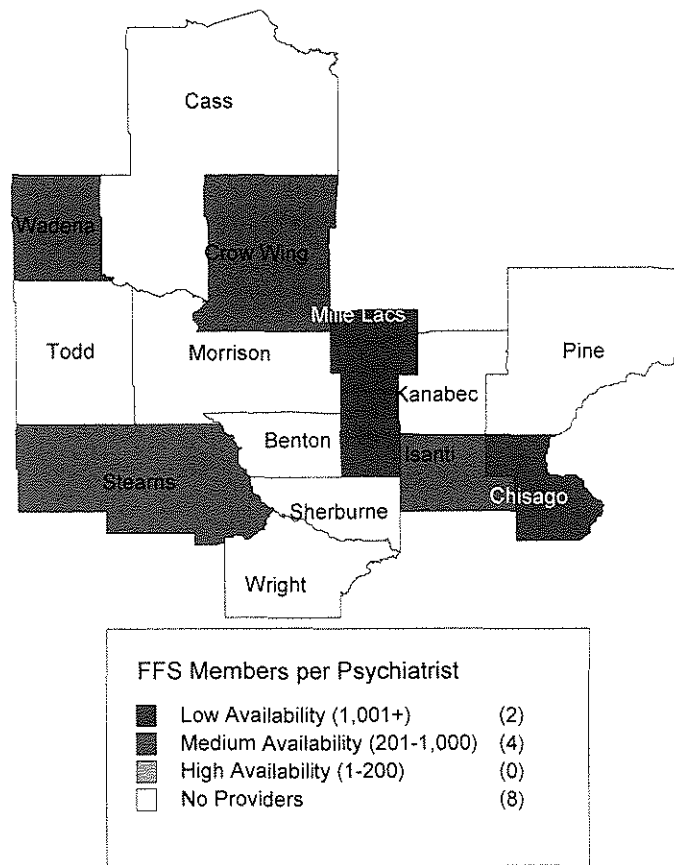 Cass
Wadena
Crow Wing
Mille Lacs
Todd
Morrison
Pine
Kanabec
Benton
Isanti
Stearns
Chisago
Sherburne
Wright
FFS Members per Psychiatrist
Low Availability (1,001+) (2)
Medium Availability (201-1,000) (4)
High Availability (1-200) (0)
No Providers (8)